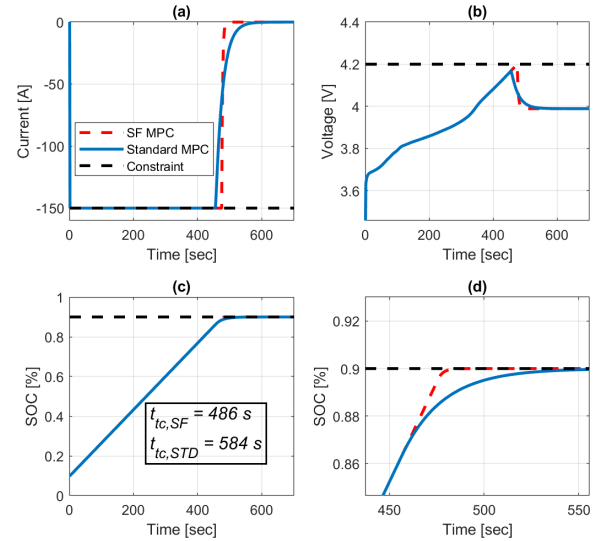 (a)
0
-50
-100
-150
Current [A]
SF MPC
Standard MPC
Constraint
0 200 400 600
Time [sec]
(b)
4.4
4.2
4
3.8
3.6
Voltage [V]
0 200 400 600
Time [sec]
(c)
1
0.8
0.6
0.4
0.2
0
SOC [%]
t_tc,SF = 486 s
t_tc,STD = 584 s
0 200 400 600
Time [sec]
(d)
0.92
0.9
0.88
0.86
SOC [%]
450 500 550
Time [sec]